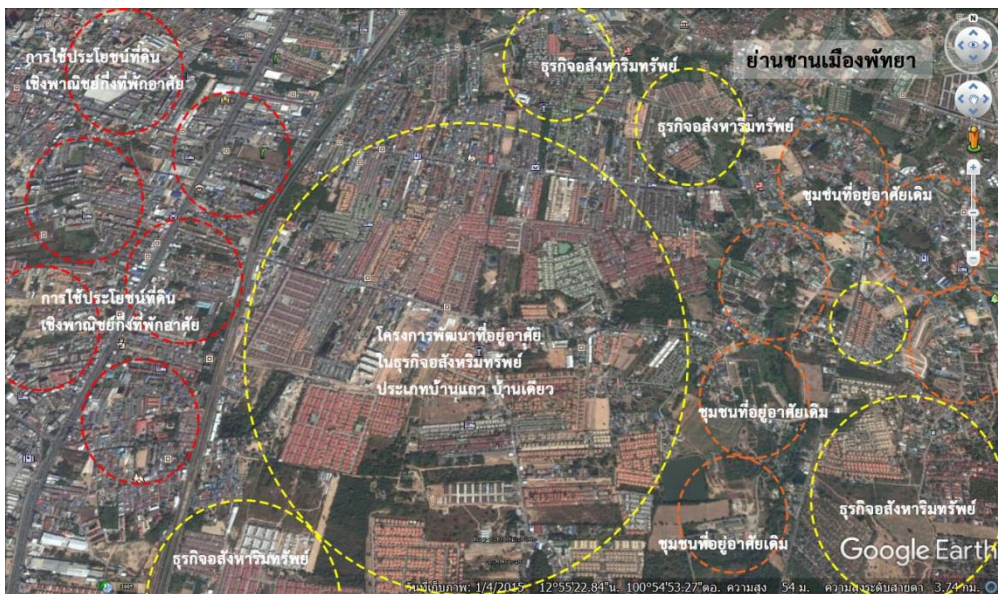 ย่านชานเมืองพัทยา
การใช้ประโยชน์ที่ดิน
เชิงพาณิชย์กึ่งที่พักอาศัย
ธุรกิจอสังหาริมทรัพย์
ธุรกิจอสังหาริมทรัพย์
ชุมชนที่อยู่อาศัยเดิม
การใช้ประโยชน์ที่ดิน
เชิงพาณิชย์กึ่งที่พักอาศัย
โครงการพัฒนาที่อยู่อาศัย
ในธุรกิจอสังหริมทรัพย์
ประเภทบ้านแถว บ้านเดี่ยว
ชุมชนที่อยู่อาศัยเดิม
ธุรกิจอสังหาริมทรัพย์
ชุมชนที่อยู่อาศัยเดิม
ธุรกิจอสังหาริมทรัพย์
Google Earth
วันที่เก็บภาพ: 1/4/2015 12°55'22.84"น. 100°54'53.27"ตอ. ความสูง 54 ม. ความสูงระดับสายตา 3.74 กม.
N